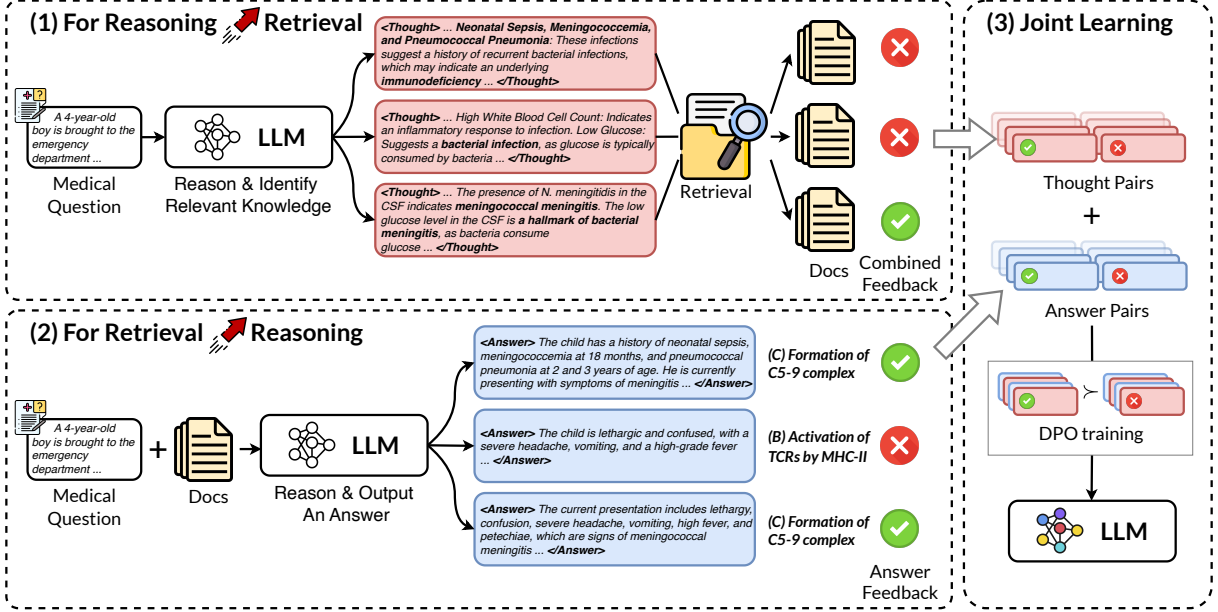 (1) For Reasoning Retrieval
A 4-year-old
boy is brought to the
emergency
department ...
Medical
Question
LLM
Reason & Identify
Relevant Knowledge
<Thought> ... Neonatal Sepsis, Meningococcemia,
and Pneumococcal Pneumonia: These infections
suggest a history of recurrent bacterial infections,
which may indicate an underlying
immunodeficiency ... </Thought>
<Thought> ... High White Blood Cell Count: Indicates
an inflammatory response to infection. Low Glucose:
Suggests a bacterial infection, as glucose is typically
consumed by bacteria ... </Thought>
<Thought> ... The presence of N. meningitidis in the
CSF indicates meningococcal meningitis. The low
glucose level in the CSF is a hallmark of bacterial
meningitis, as bacteria consume
glucose ... </Thought>
Retrieval
Docs
Combined
Feedback
(2) For Retrieval Reasoning
A 4-year-old
boy is brought to the
emergency
department ...
Medical
Question
+
Docs
LLM
Reason & Output
An Answer
<Answer> The child has a history of neonatal sepsis,
meningococcemia at 18 months, and pneumococcal
pneumonia at 2 and 3 years of age. He is currently
presenting with symptoms of meningitis ... </Answer>
<Answer> The child is lethargic and confused, with a
severe headache, vomiting, and a high-grade fever
... </Answer>
<Answer> The current presentation includes lethargy,
confusion, severe headache, vomiting, high fever, and
petechiae, which are signs of meningococcal
meningitis ... </Answer>
(C) Formation of
C5-9 complex
(B) Activation of
TCRs by MHC-II
(C) Formation of
C5-9 complex
Answer
Feedback
(3) Joint Learning
Thought Pairs
+
Answer Pairs
≻
DPO training
LLM